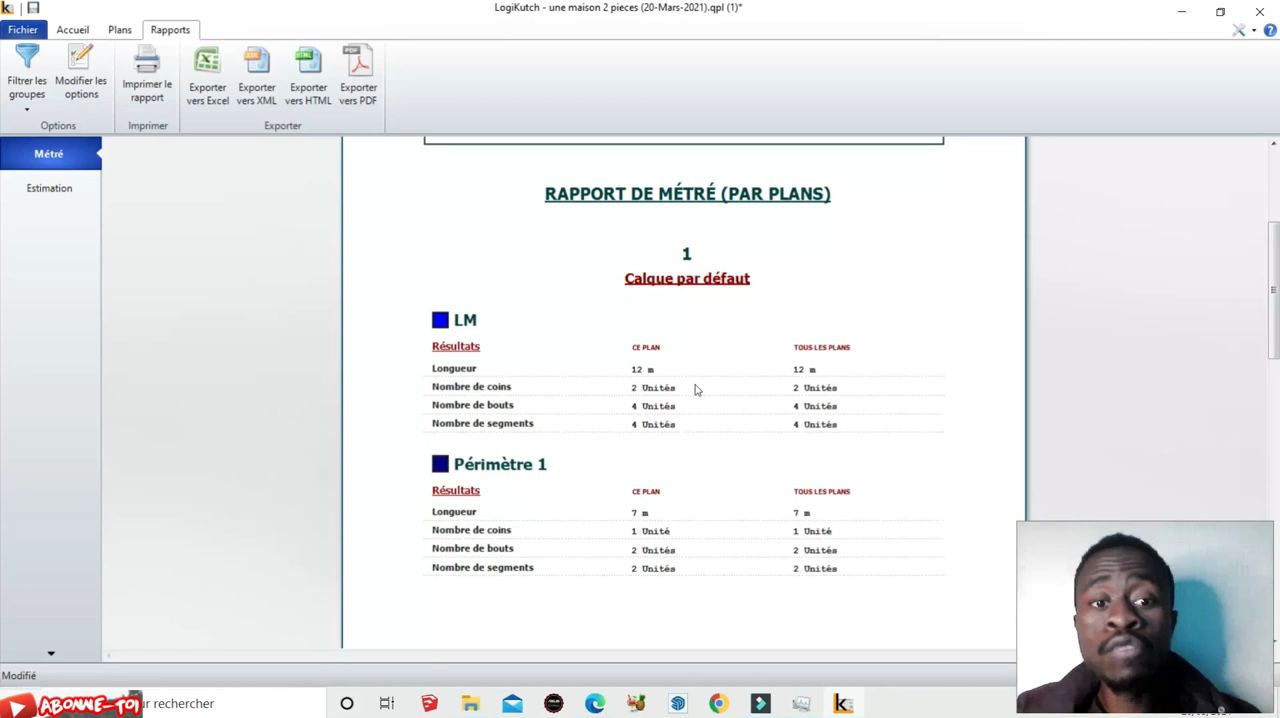 LogiKutch - une maison 2 pieces (20-Mars-2021).qpl (1)*
Fichier Accueil Plans Rapports
Filtrer les groupes
Modifier les options
Imprimer le rapport
Exporter vers Excel
Exporter vers XML
Exporter vers HTML
Exporter vers PDF
Options Imprimer Exporter
Métré
Estimation
RAPPORT DE MÉTRÉ (PAR PLANS)
1
Calque par défaut
LM
Résultats CE PLAN TOUS LES PLANS
Longueur 12 m 12 m
Nombre de coins 2 Unités 2 Unités
Nombre de bouts 4 Unités 4 Unités
Nombre de segments 4 Unités 4 Unités
Périmètre 1
Résultats CE PLAN TOUS LES PLANS
Longueur 7 m 7 m
Nombre de coins 1 Unité 1 Unité
Nombre de bouts 2 Unités 2 Unités
Nombre de segments 2 Unités 2 Unités
Modifié
ABONNE-TOI
ur rechercher